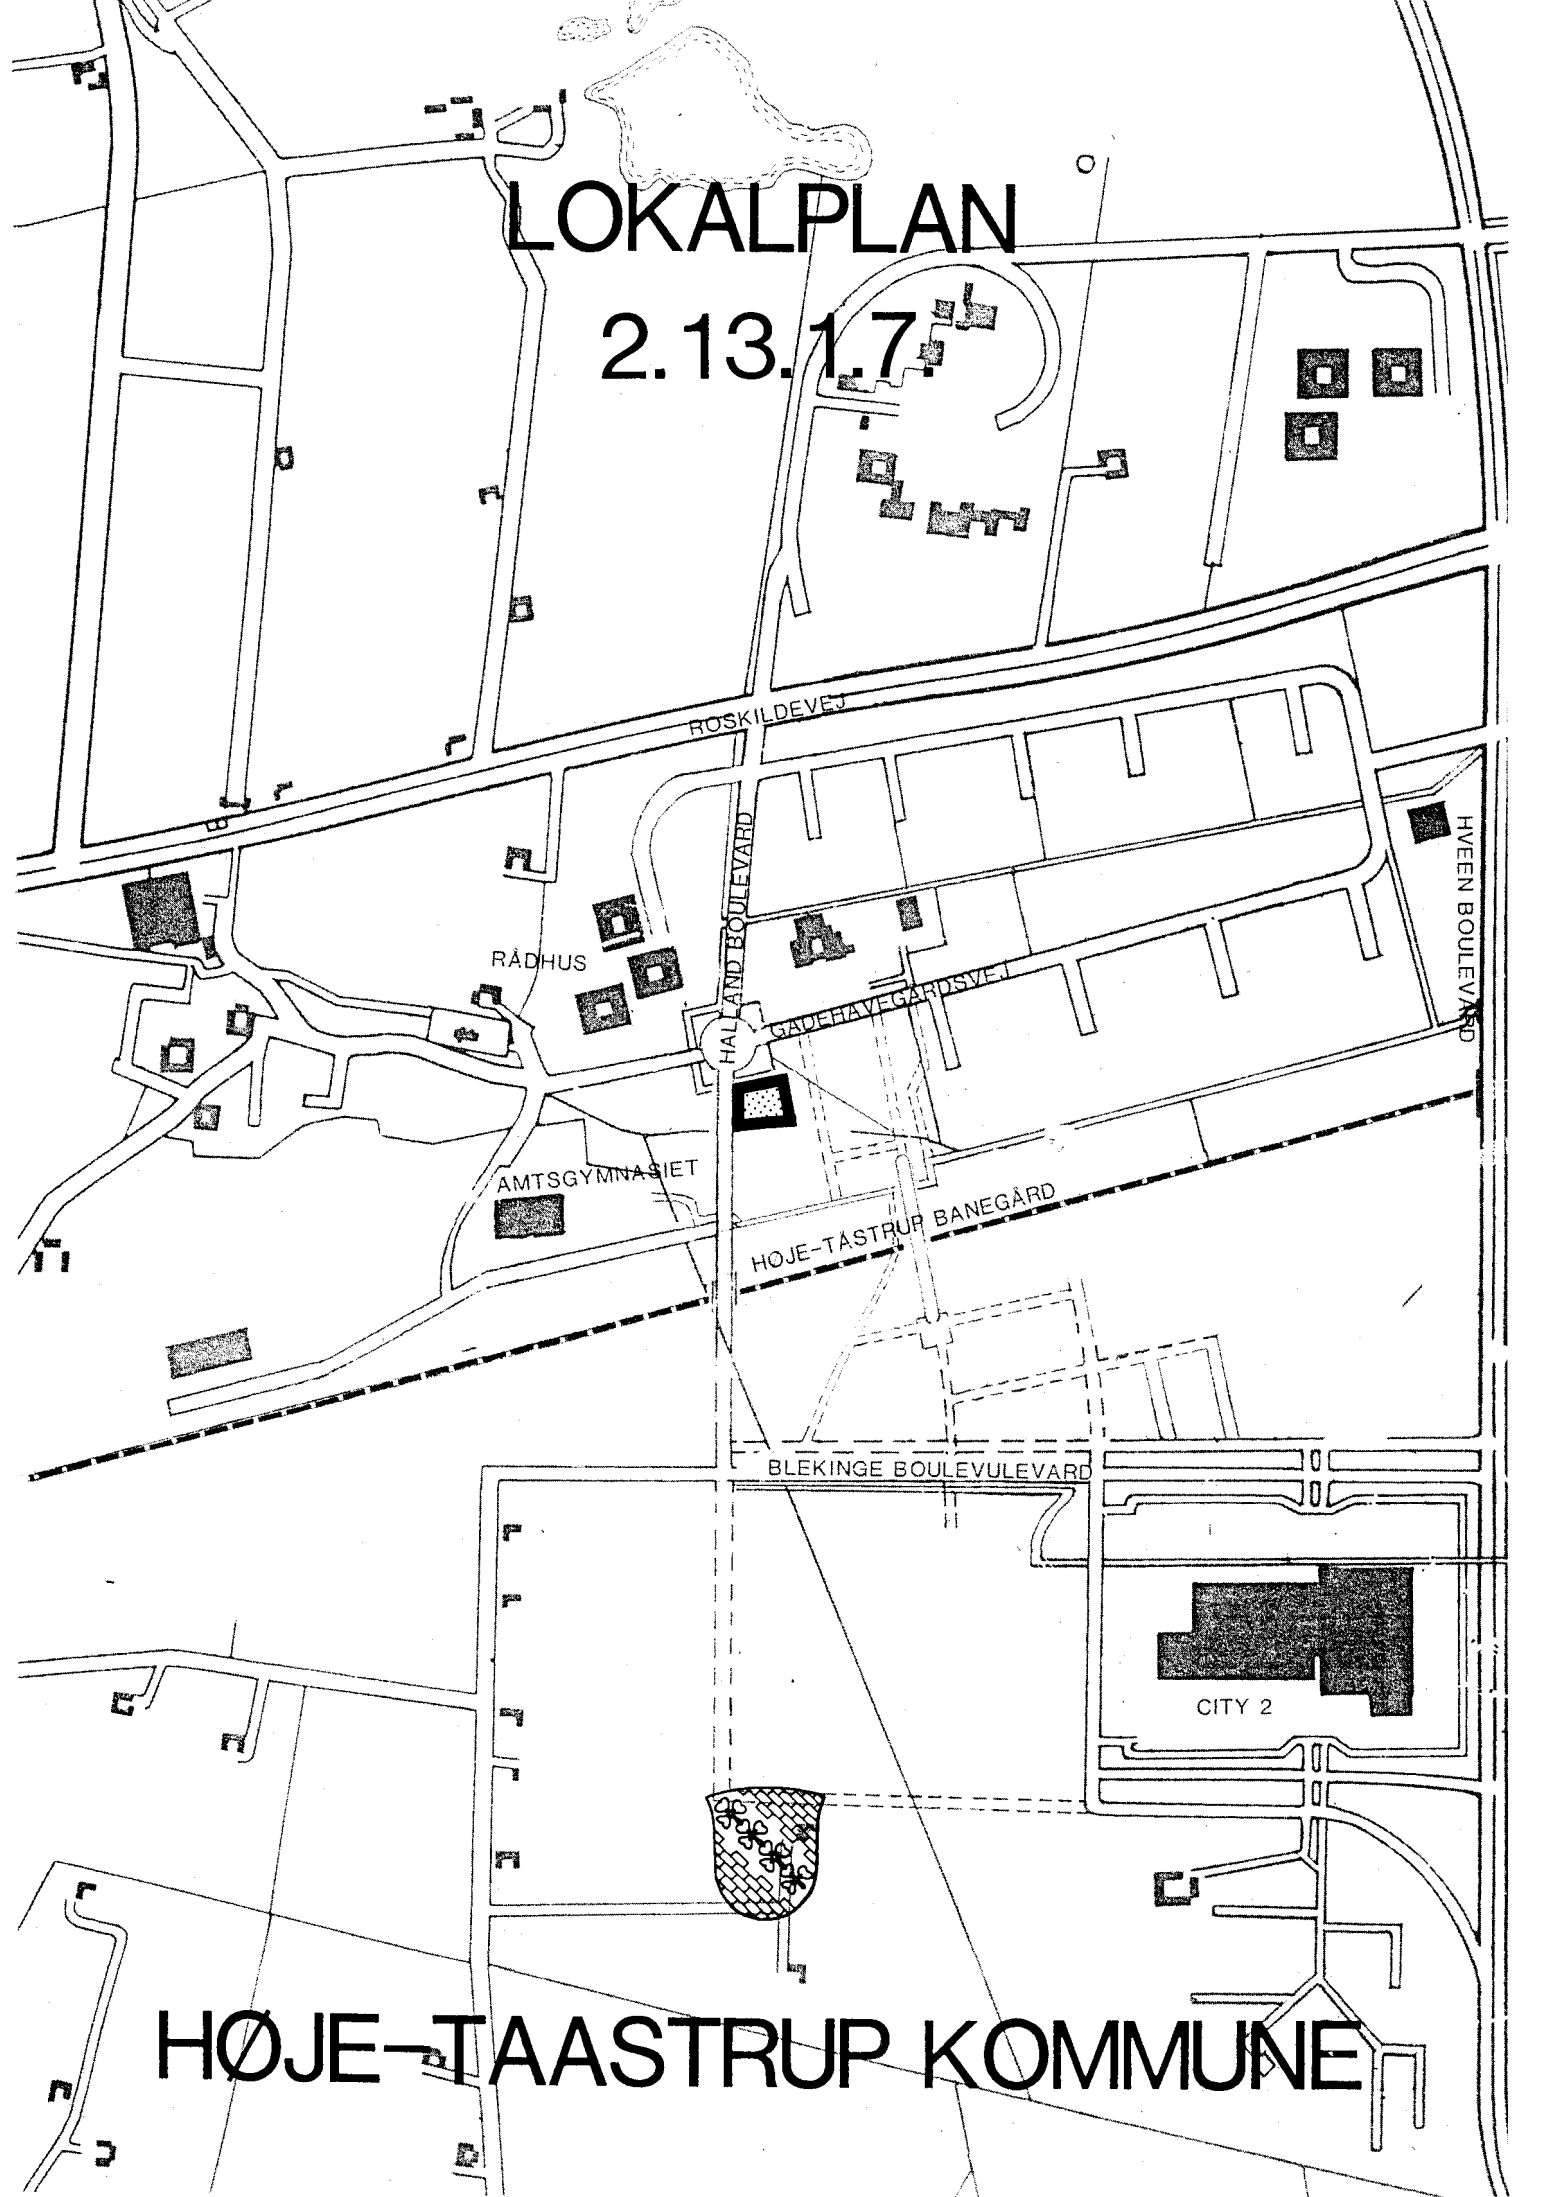 LOKALPLAN
2.13.1.7.
ROSKILDEVEJ
HALLAND BOULEVARD
HVEEN BOULEVARD
RÅDHUS
GADEHAVEGÅRDSVEJ
AMTSGYMNASIET
HØJE-TÅSTRUP BANEGÅRD
BLEKINGE BOULEVULEVARD
CITY 2
HØJE-TAASTRUP KOMMUNE